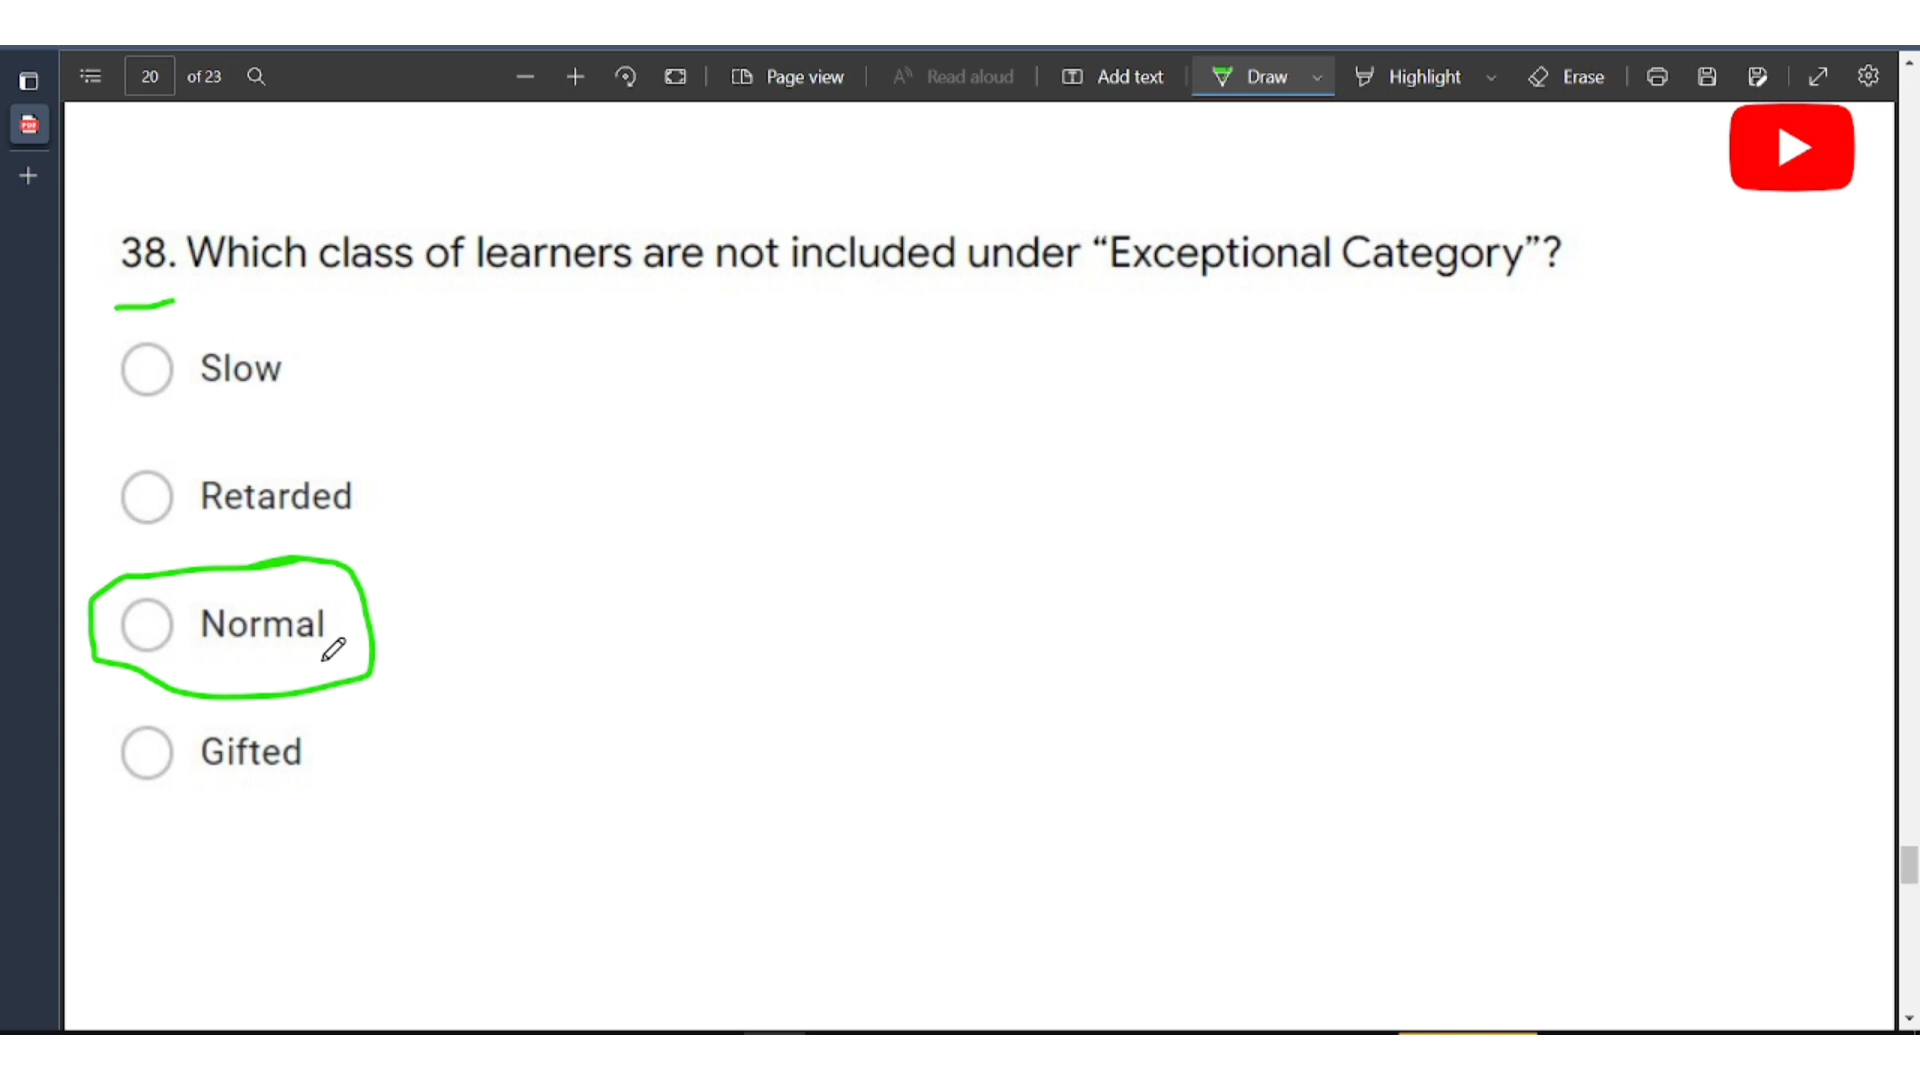 20 of 23 Page view Read aloud Add text Draw Highlight Erase
PDF
38. Which class of learners are not included under “Exceptional Category”?
Slow
Retarded
Normal
Gifted